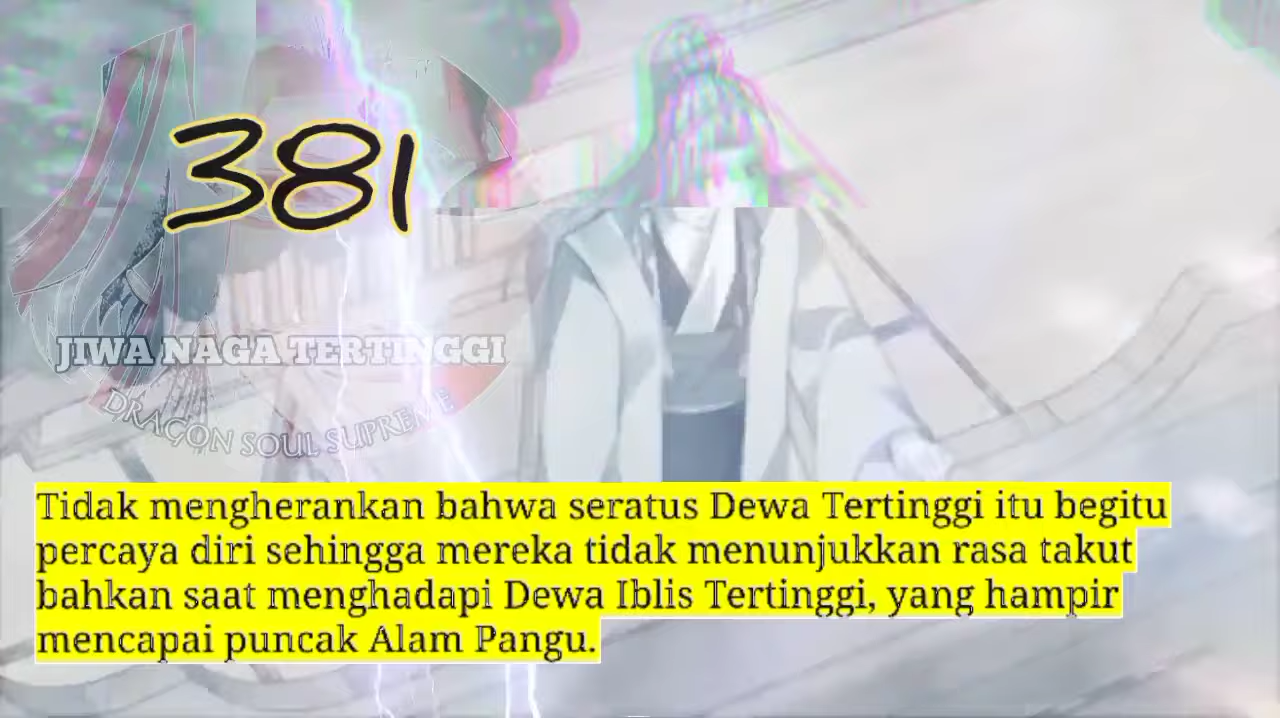 381
JIWA NAGA TERTINGGI
DRAGON SOUL SUPREME
Tidak mengherankan bahwa seratus Dewa Tertinggi itu begitu
percaya diri sehingga mereka tidak menunjukkan rasa takut
bahkan saat menghadapi Dewa Iblis Tertinggi, yang hampir
mencapai puncak Alam Pangu.